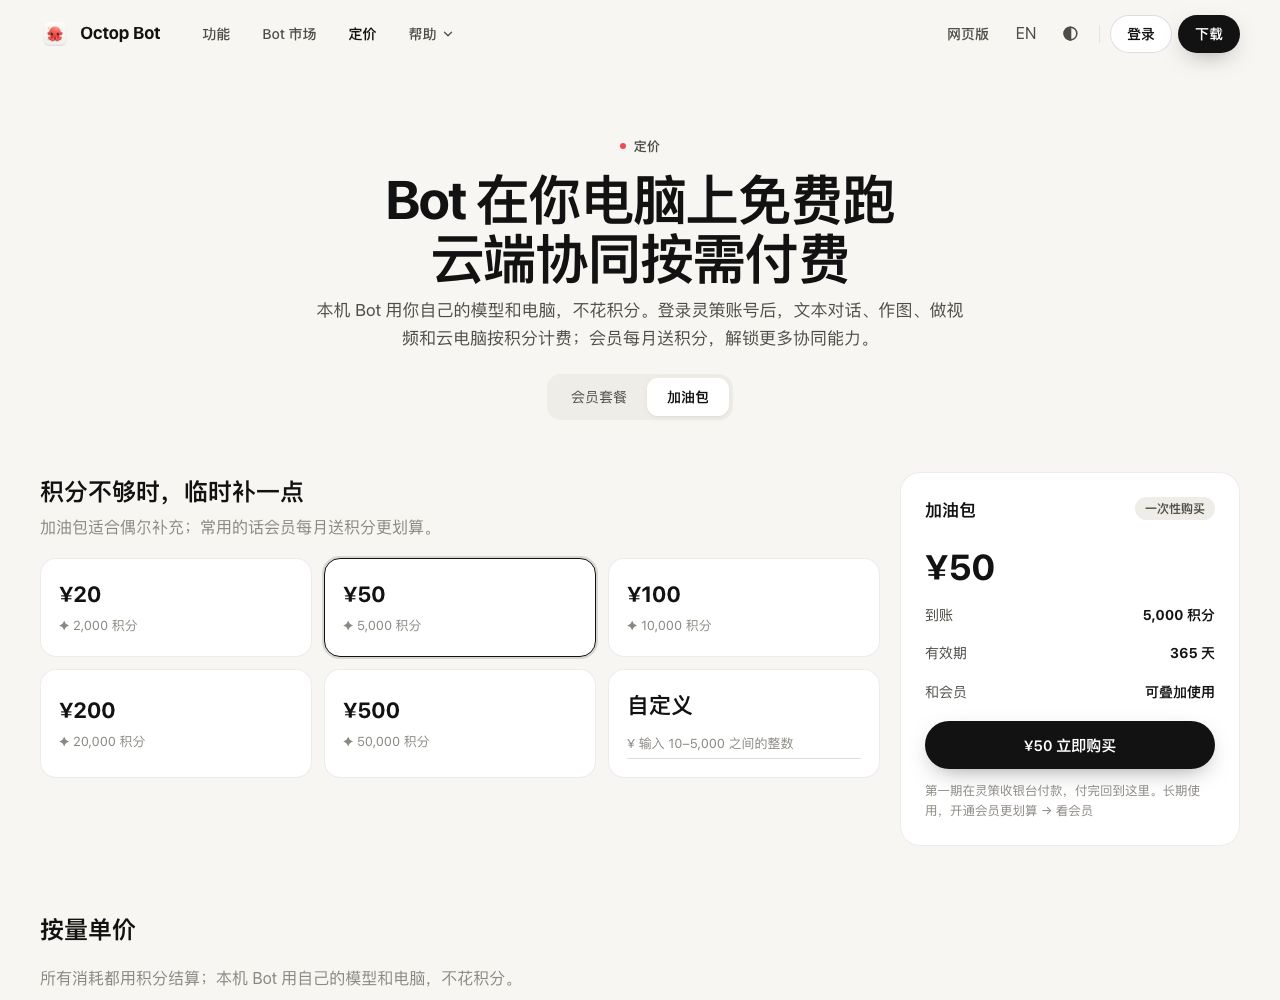 Octop Bot
功能
Bot 市场
定价
帮助
网页版
EN
登录
下载
定价
Bot 在你电脑上免费跑
云端协同按需付费
本机 Bot 用你自己的模型和电脑，不花积分。登录灵策账号后，文本对话、作图、做视
频和云电脑按积分计费；会员每月送积分，解锁更多协同能力。
会员套餐
加油包
积分不够时，临时补一点
加油包适合偶尔补充；常用的话会员每月送积分更划算。
¥20
✦ 2,000 积分
¥50
✦ 5,000 积分
¥100
✦ 10,000 积分
¥200
✦ 20,000 积分
¥500
✦ 50,000 积分
自定义
¥ 输入 10–5,000 之间的整数
加油包
一次性购买
¥50
到账
5,000 积分
有效期
365 天
和会员
可叠加使用
¥50 立即购买
第一期在灵策收银台付款，付完回到这里。长期使
用，开通会员更划算 → 看会员
按量单价
所有消耗都用积分结算；本机 Bot 用自己的模型和电脑，不花积分。